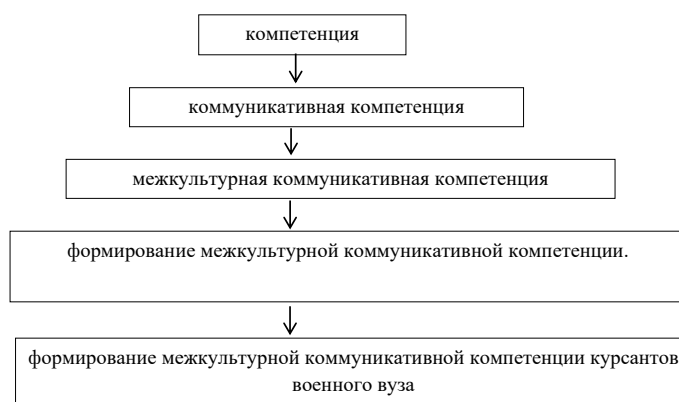 компетенция
коммуникативная компетенция
межкультурная коммуникативная компетенция
формирование межкультурной коммуникативной компетенции.
формирование межкультурной коммуникативной компетенции курсантов
военного вуза